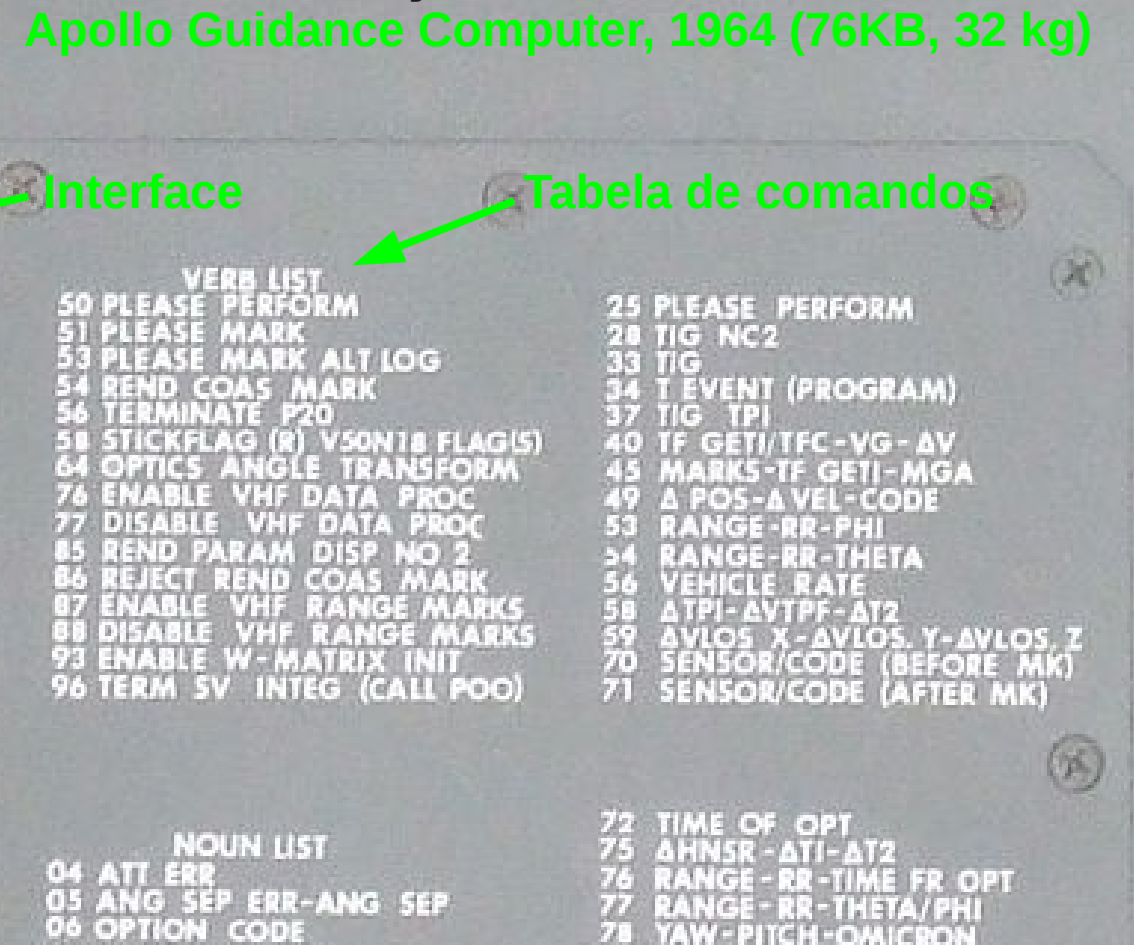 Apollo Guidance Computer, 1964 (76KB, 32 kg)
Interface
Tabela de comandos
VERB LIST
50 PLEASE PERFORM
51 PLEASE MARK
53 PLEASE MARK ALT LOG
54 REND COAS MARK
56 TERMINATE P20
58 STICKFLAG (R) V50N18 FLAG(S)
64 OPTICS ANGLE TRANSFORM
76 ENABLE VHF DATA PROC
77 DISABLE VHF DATA PROC
85 REND PARAM DISP NO 2
86 REJECT REND COAS MARK
87 ENABLE VHF RANGE MARKS
88 DISABLE VHF RANGE MARKS
93 ENABLE W-MATRIX INIT
96 TERM SV INTEG (CALL POO)
25 PLEASE PERFORM
28 TIG NC2
33 TIG
34 T EVENT (PROGRAM)
37 TIG TPI
40 TF GETI/TFC-VG-ΔV
45 MARKS-TF GETI-MGA
49 Δ POS-Δ VEL-CODE
53 RANGE-RR-PHI
54 RANGE-RR-THETA
56 VEHICLE RATE
58 ΔTPI-ΔVTPF-ΔT2
59 ΔVLOS X-ΔVLOS, Y-ΔVLOS, Z
70 SENSOR/CODE (BEFORE MK)
71 SENSOR/CODE (AFTER MK)
NOUN LIST
04 ATT ERR
05 ANG SEP ERR-ANG SEP
06 OPTION CODE
72 TIME OF OPT
75 ΔHNSR-ΔT1-ΔT2
76 RANGE-RR-TIME FR OPT
77 RANGE-RR-THETA/PHI
78 YAW-PITCH-OMICRON